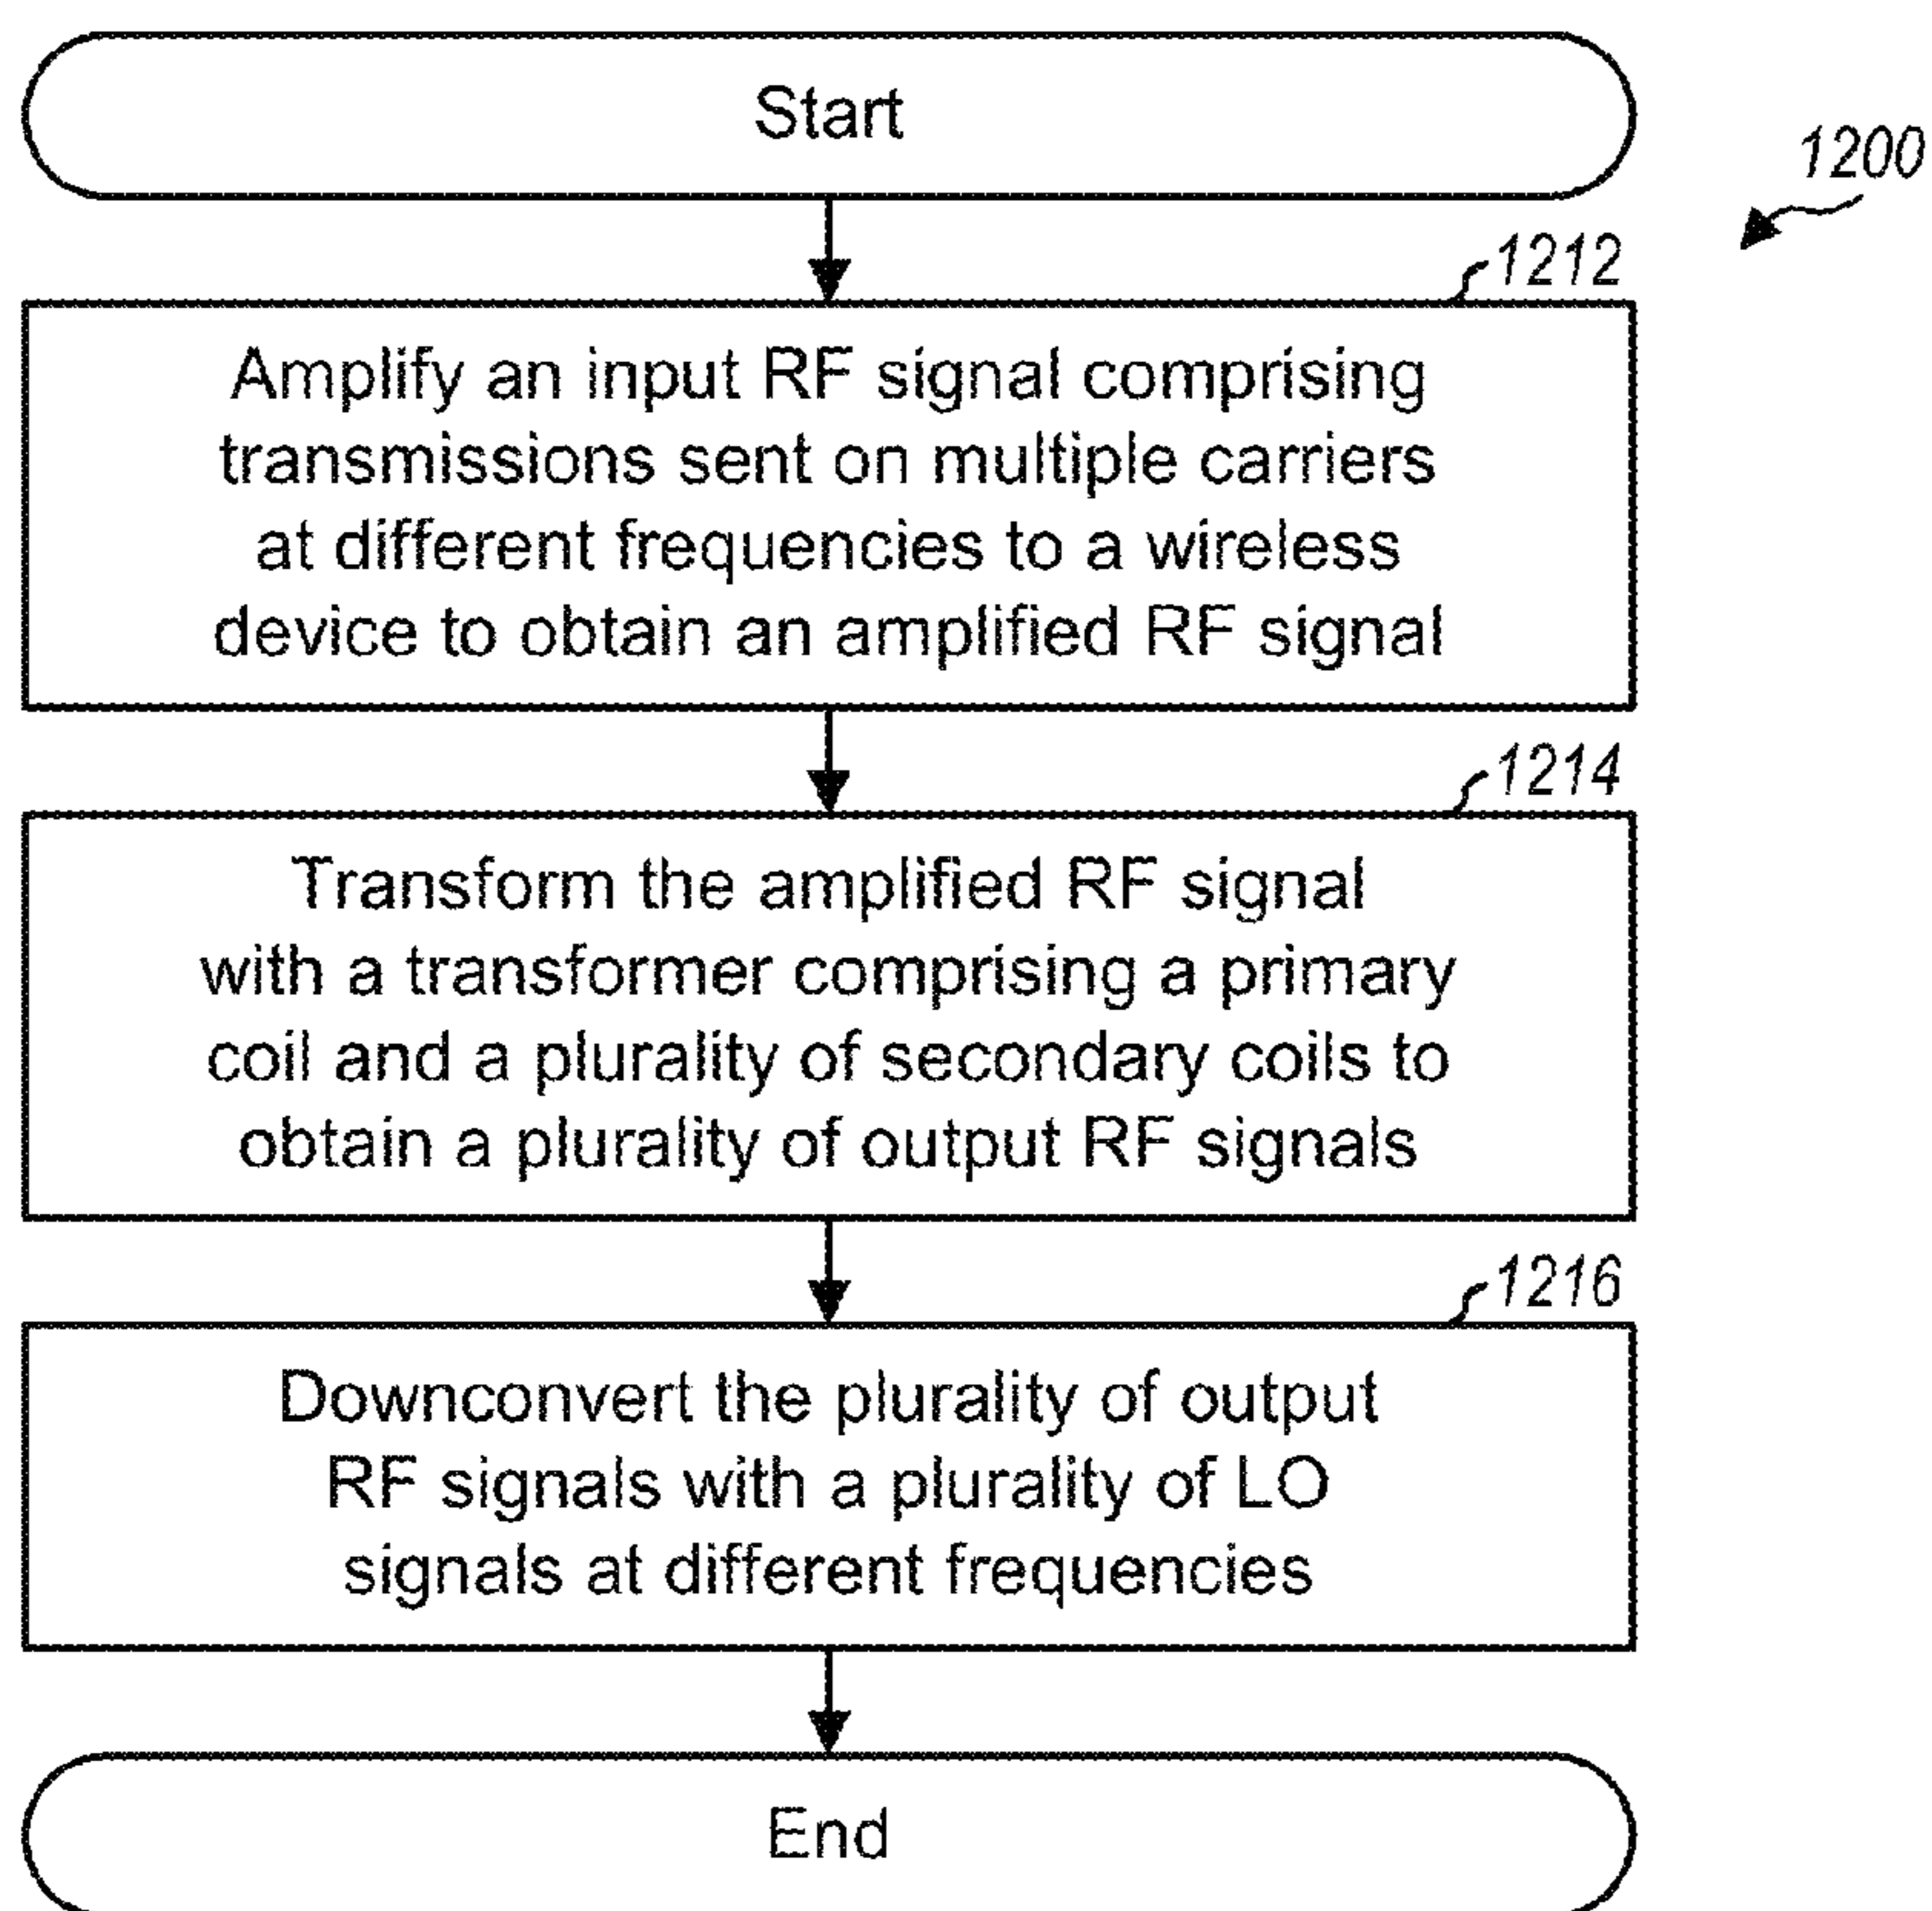 Start
1200
1212
Amplify an input RF signal comprising
transmissions sent on multiple carriers
at different frequencies to a wireless
device to obtain an amplified RF signal
1214
Transform the amplified RF signal
with a transformer comprising a primary
coil and a plurality of secondary coils to
obtain a plurality of output RF signals
1216
Downconvert the plurality of output
RF signals with a plurality of LO
signals at different frequencies
End